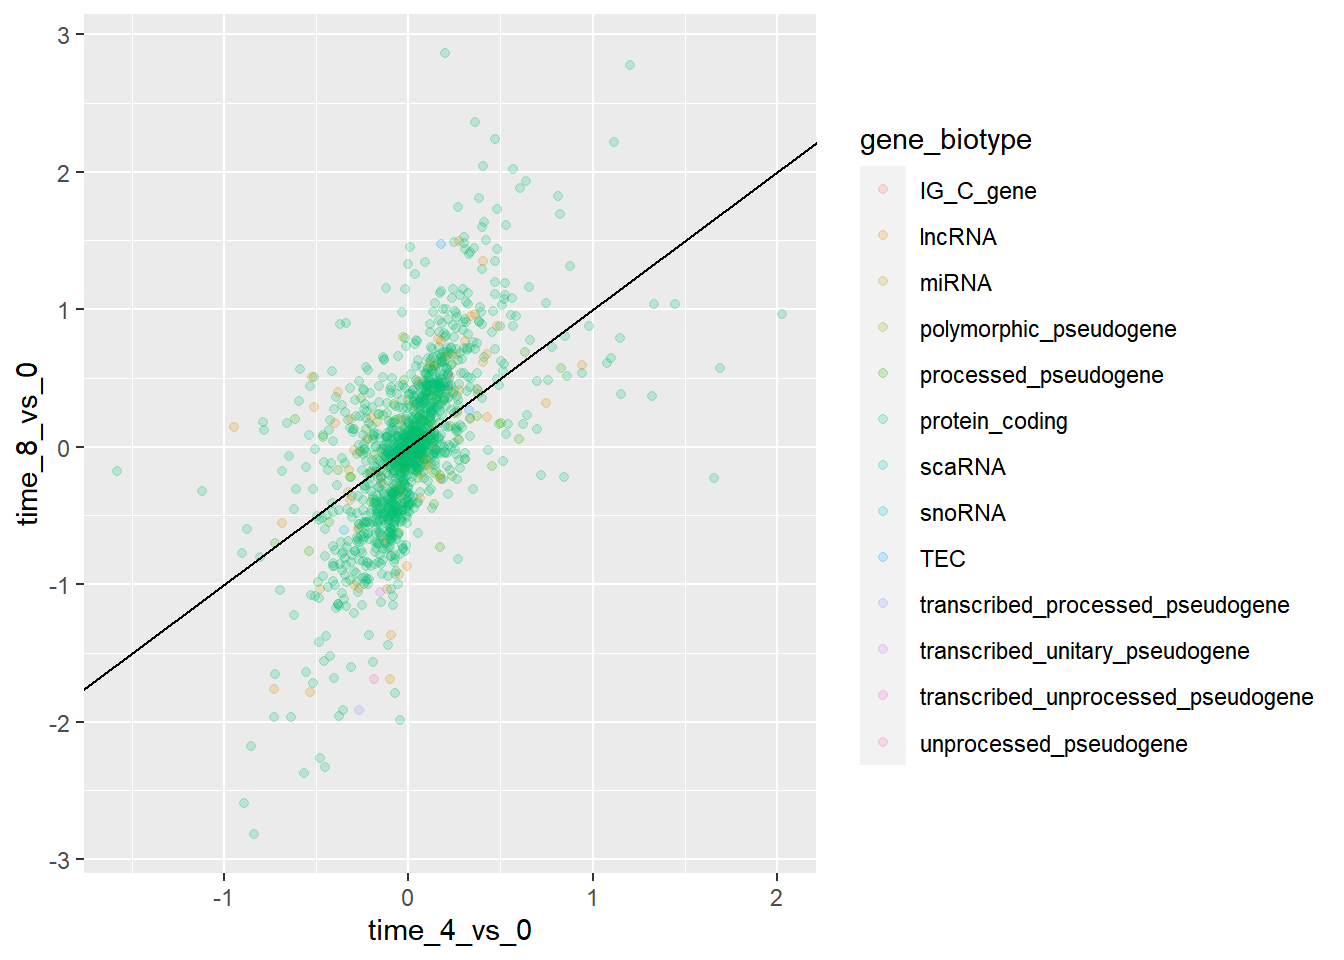 3
2
1
0
-1
-2
-3
time_8_vs_0
-1
0
1
2
time_4_vs_0
gene_biotype
IG_C_gene
lncRNA
miRNA
polymorphic_pseudogene
processed_pseudogene
protein_coding
scaRNA
snoRNA
TEC
transcribed_processed_pseudogene
transcribed_unitary_pseudogene
transcribed_unprocessed_pseudogene
unprocessed_pseudogene